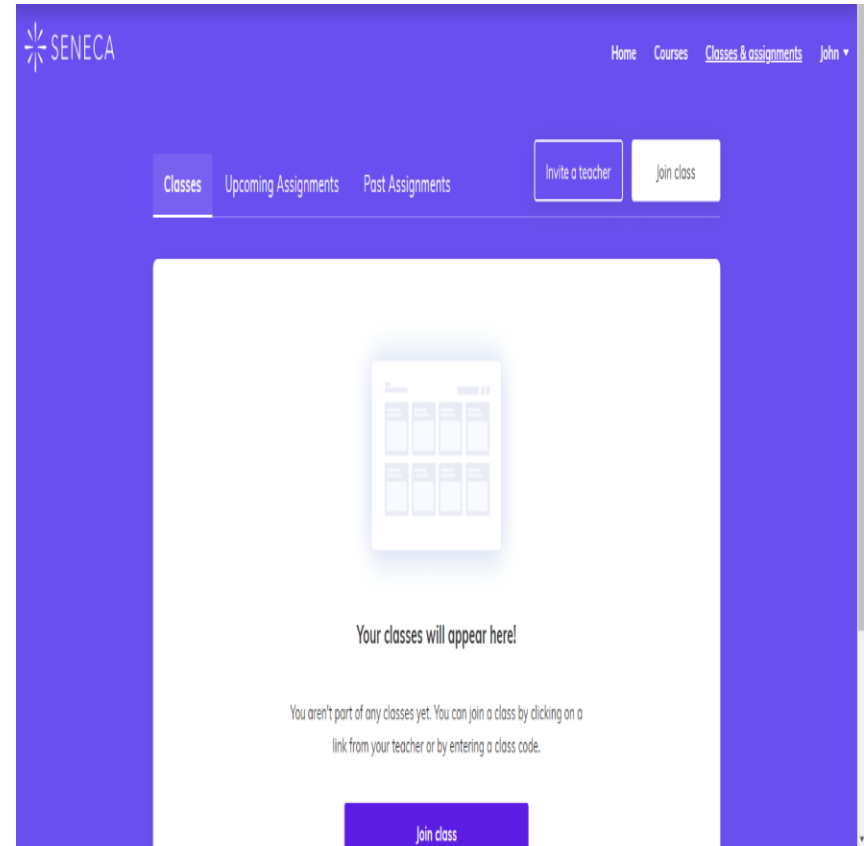 SENECA
Home Courses Classes & assignments John
Classes Upcoming Assignments Past Assignments Invite a teacher Join class
Your classes will appear here!
You aren't part of any classes yet. You can join a class by clicking on a
link from your teacher or by entering a class code.
Join class